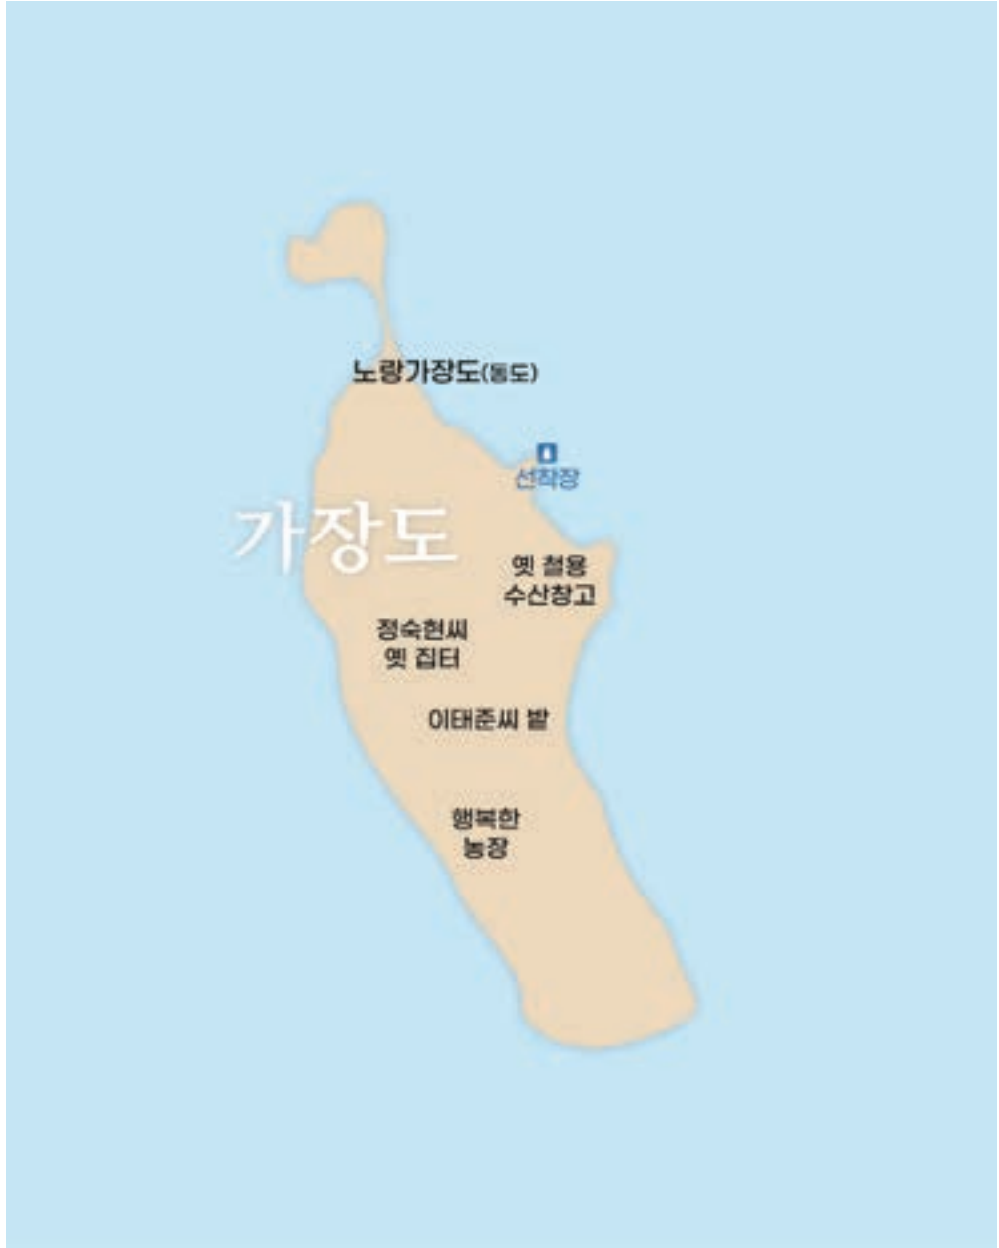 노랑가장도(동도)
선착장
가장도
옛 철용
수산창고
정숙현씨
옛 집터
이태준씨 밭
행복한
농장